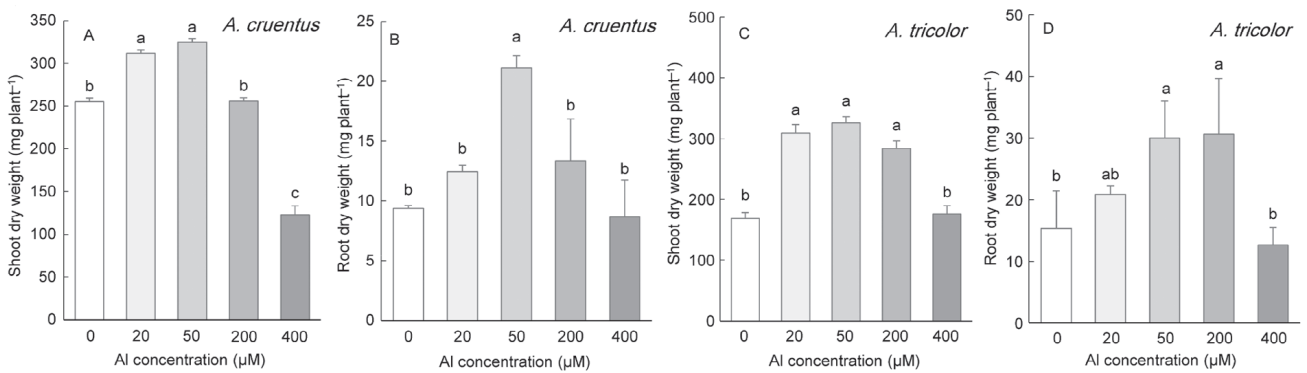 A
A. cruentus
Shoot dry weight (mg plant⁻¹)
350
300
250
200
150
100
50
0
b
a
a
b
c
0 20 50 200 400
Al concentration (µM)
B
A. cruentus
Root dry weight (mg plant⁻¹)
25
20
15
10
5
0
b
b
a
b
b
0 20 50 200 400
Al concentration (µM)
C
A. tricolor
Shoot dry weight (mg plant⁻¹)
500
400
300
200
100
0
b
a
a
a
b
0 20 50 200 400
Al concentration (µM)
D
A. tricolor
Root dry weight (mg plant⁻¹)
50
40
30
20
10
0
b
ab
a
a
b
0 20 50 200 400
Al concentration (µM)